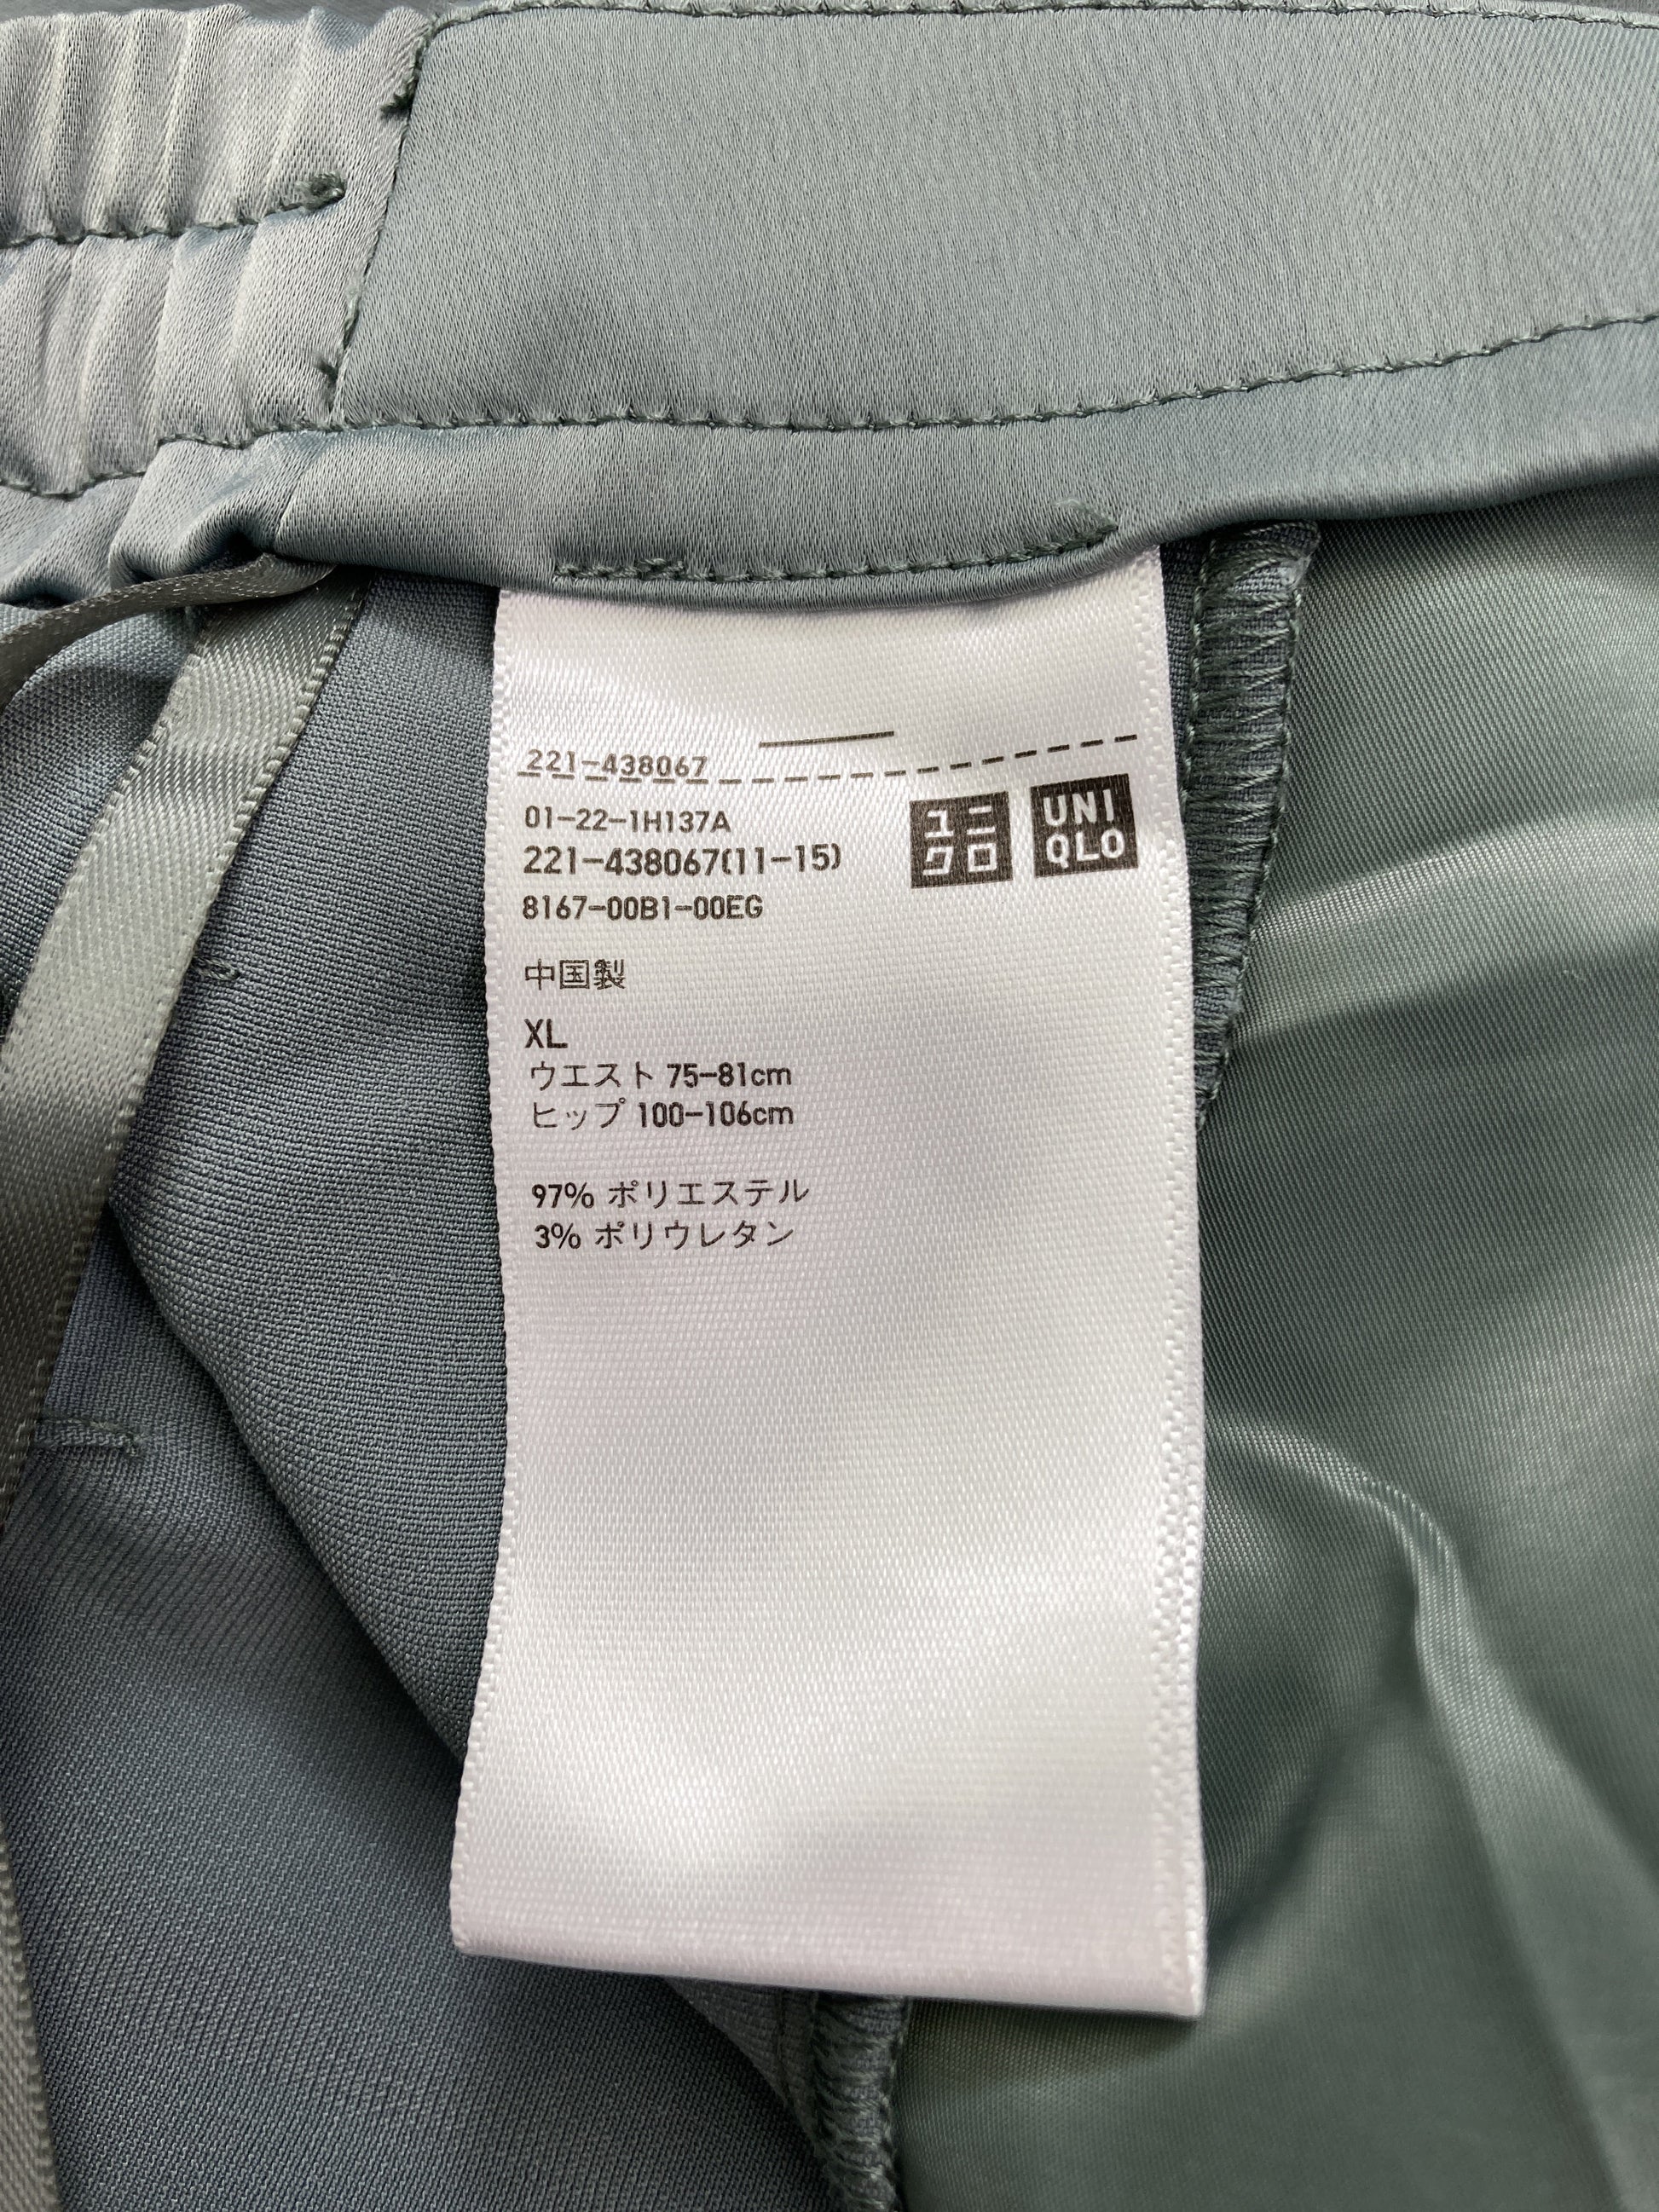 221-438067
01-22-1H137A
221-438067(11-15)
8167-00B1-00EG
ユニ
クロ
UNI
QLO
中国製
XL
ウエスト 75-81cm
ヒップ 100-106cm
97% ポリエステル
3% ポリウレタン